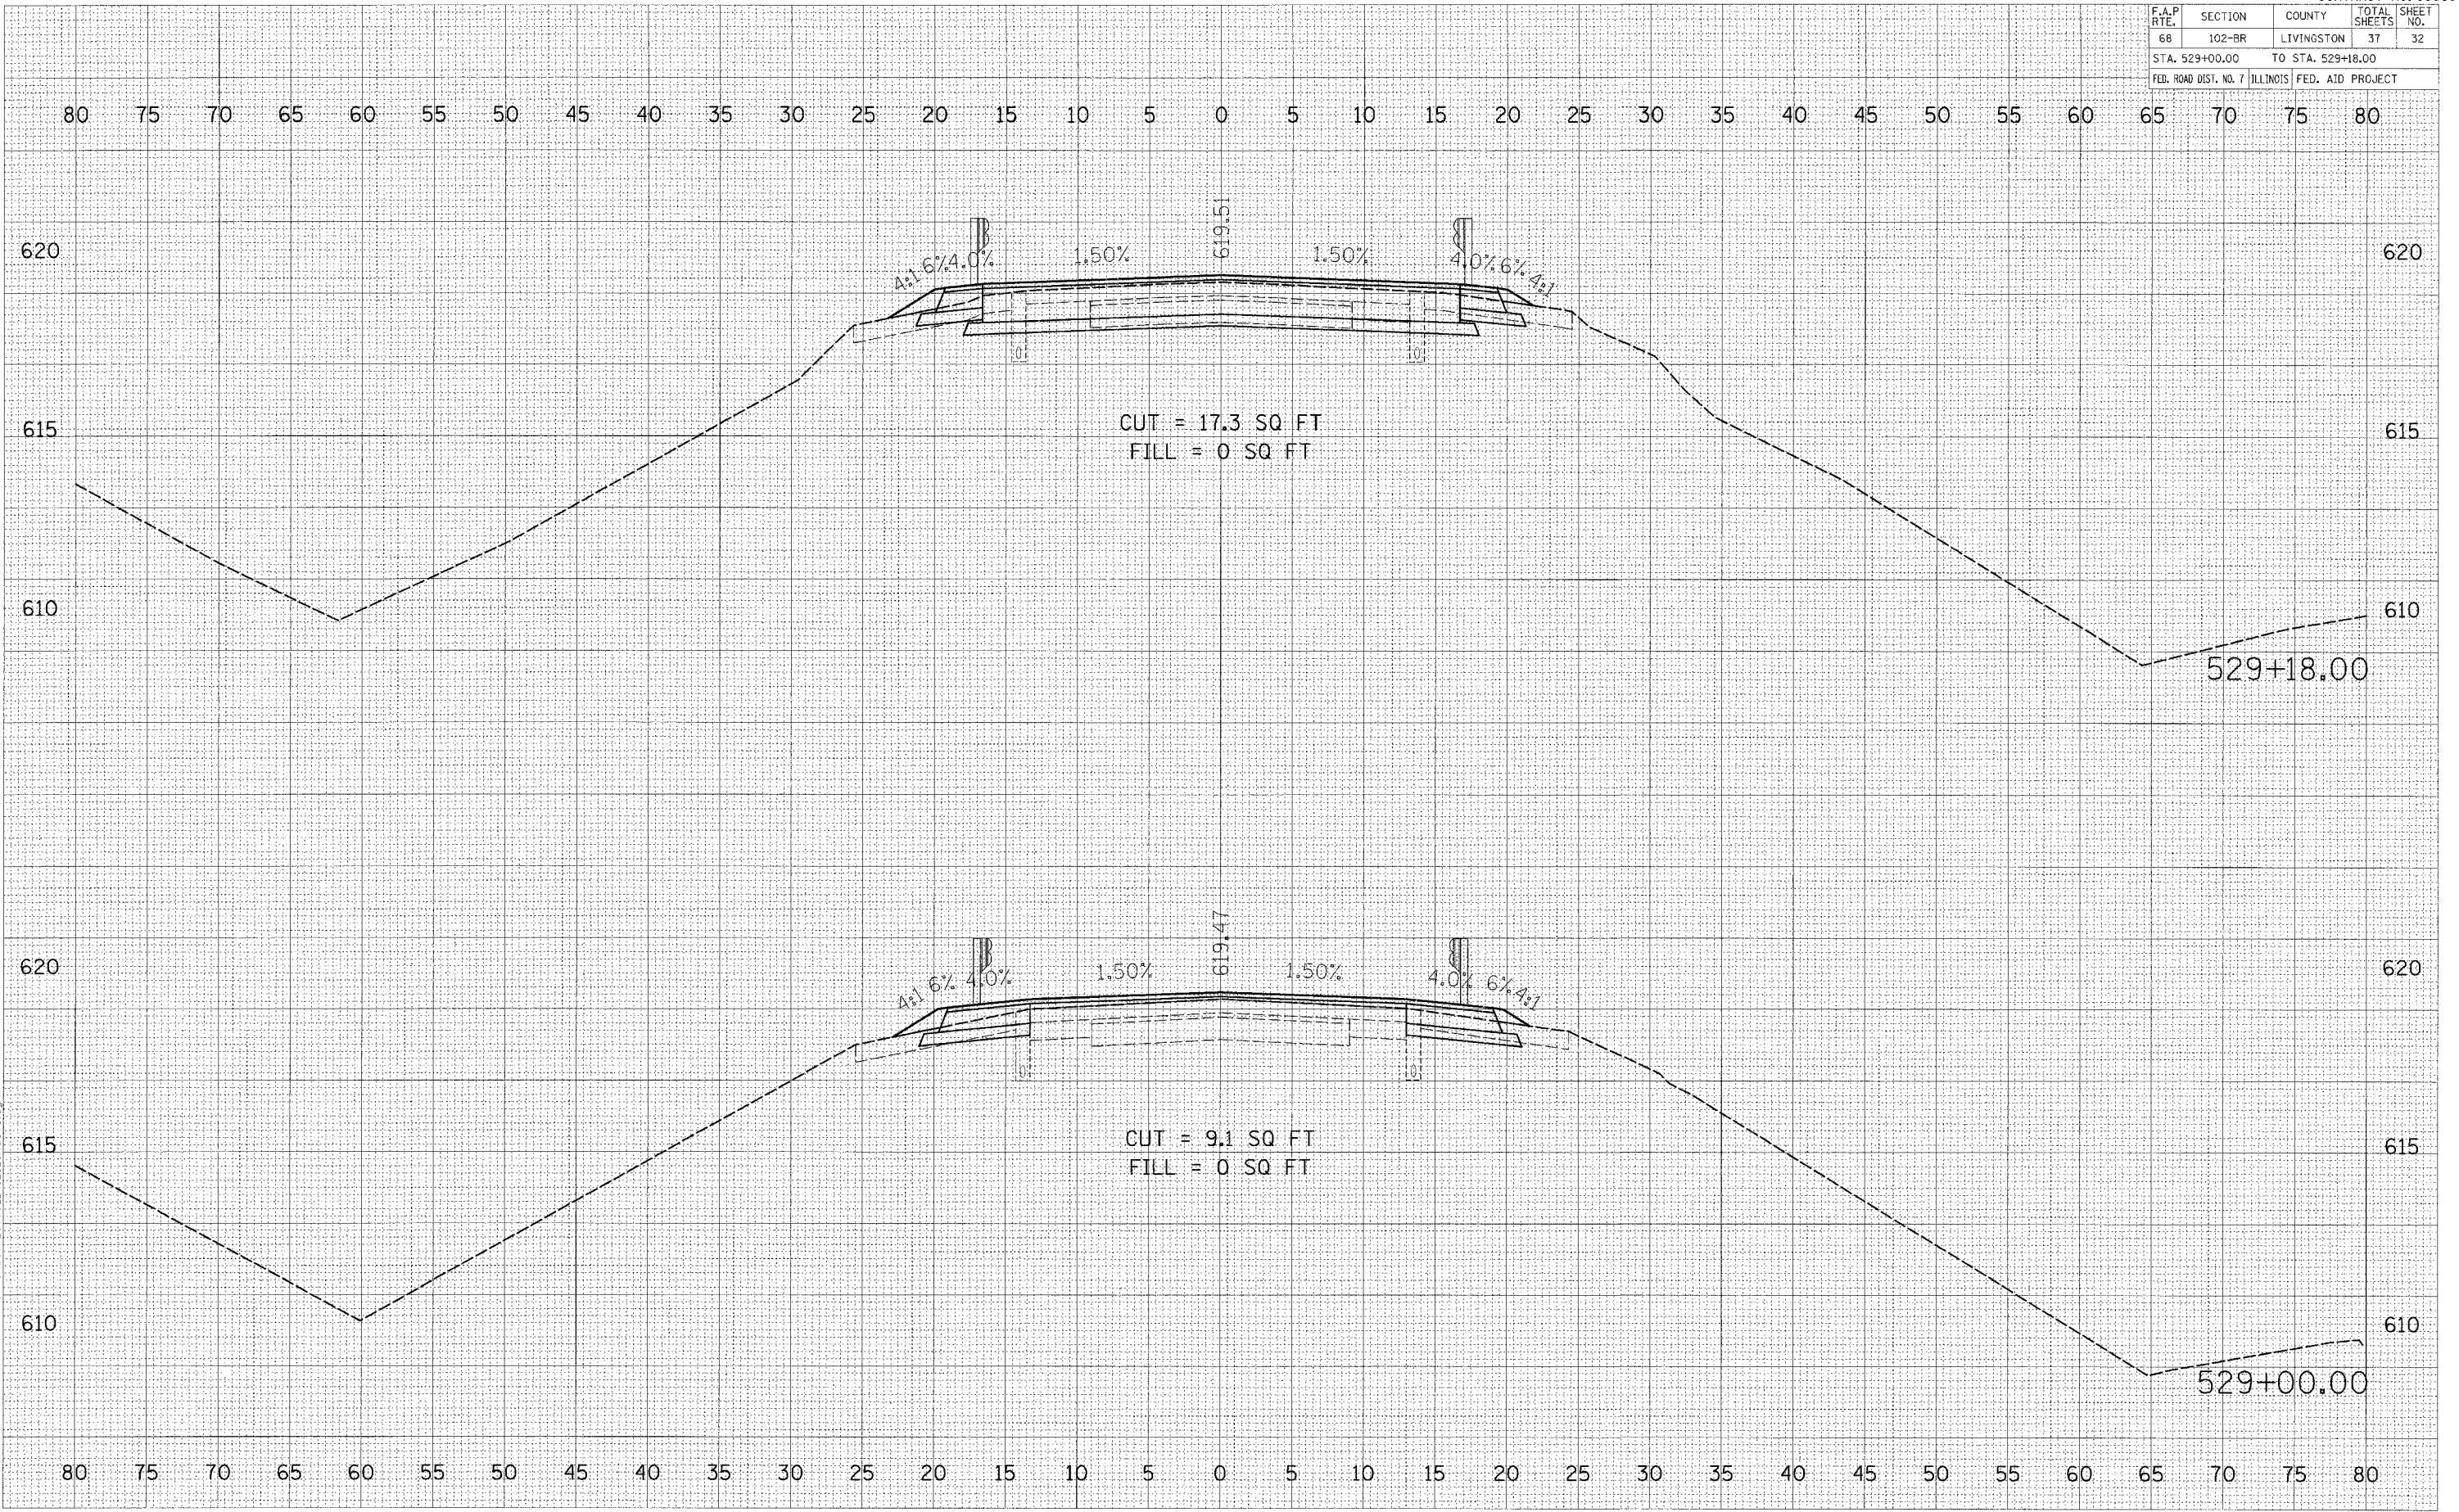 F.A.P RTE. SECTION COUNTY TOTAL SHEETS SHEET NO.
68 102-BR LIVINGSTON 37 32
STA. 529+00.00 TO STA. 529+18.00
FED. ROAD DIST. NO. 7 ILLINOIS FED. AID PROJECT
80 75 70 65 60 55 50 45 40 35 30 25 20 15 10 5 0 5 10 15 20 25 30 35 40 45 50 55 60 65 70 75 80
619.51
620 4:1 6% 4.0% 1.50% 1.50% 4.0% 6% 4:1 620
0 0
615 CUT = 17.3 SQ FT 615
FILL = 0 SQ FT
610 610
529+18.00
619.47
620 4:1 6% 4.0% 1.50% 1.50% 4.0% 6% 4:1 620
0 0
615 CUT = 9.1 SQ FT 615
FILL = 0 SQ FT
610 610
529+00.00
80 75 70 65 60 55 50 45 40 35 30 25 20 15 10 5 0 5 10 15 20 25 30 35 40 45 50 55 60 65 70 75 80